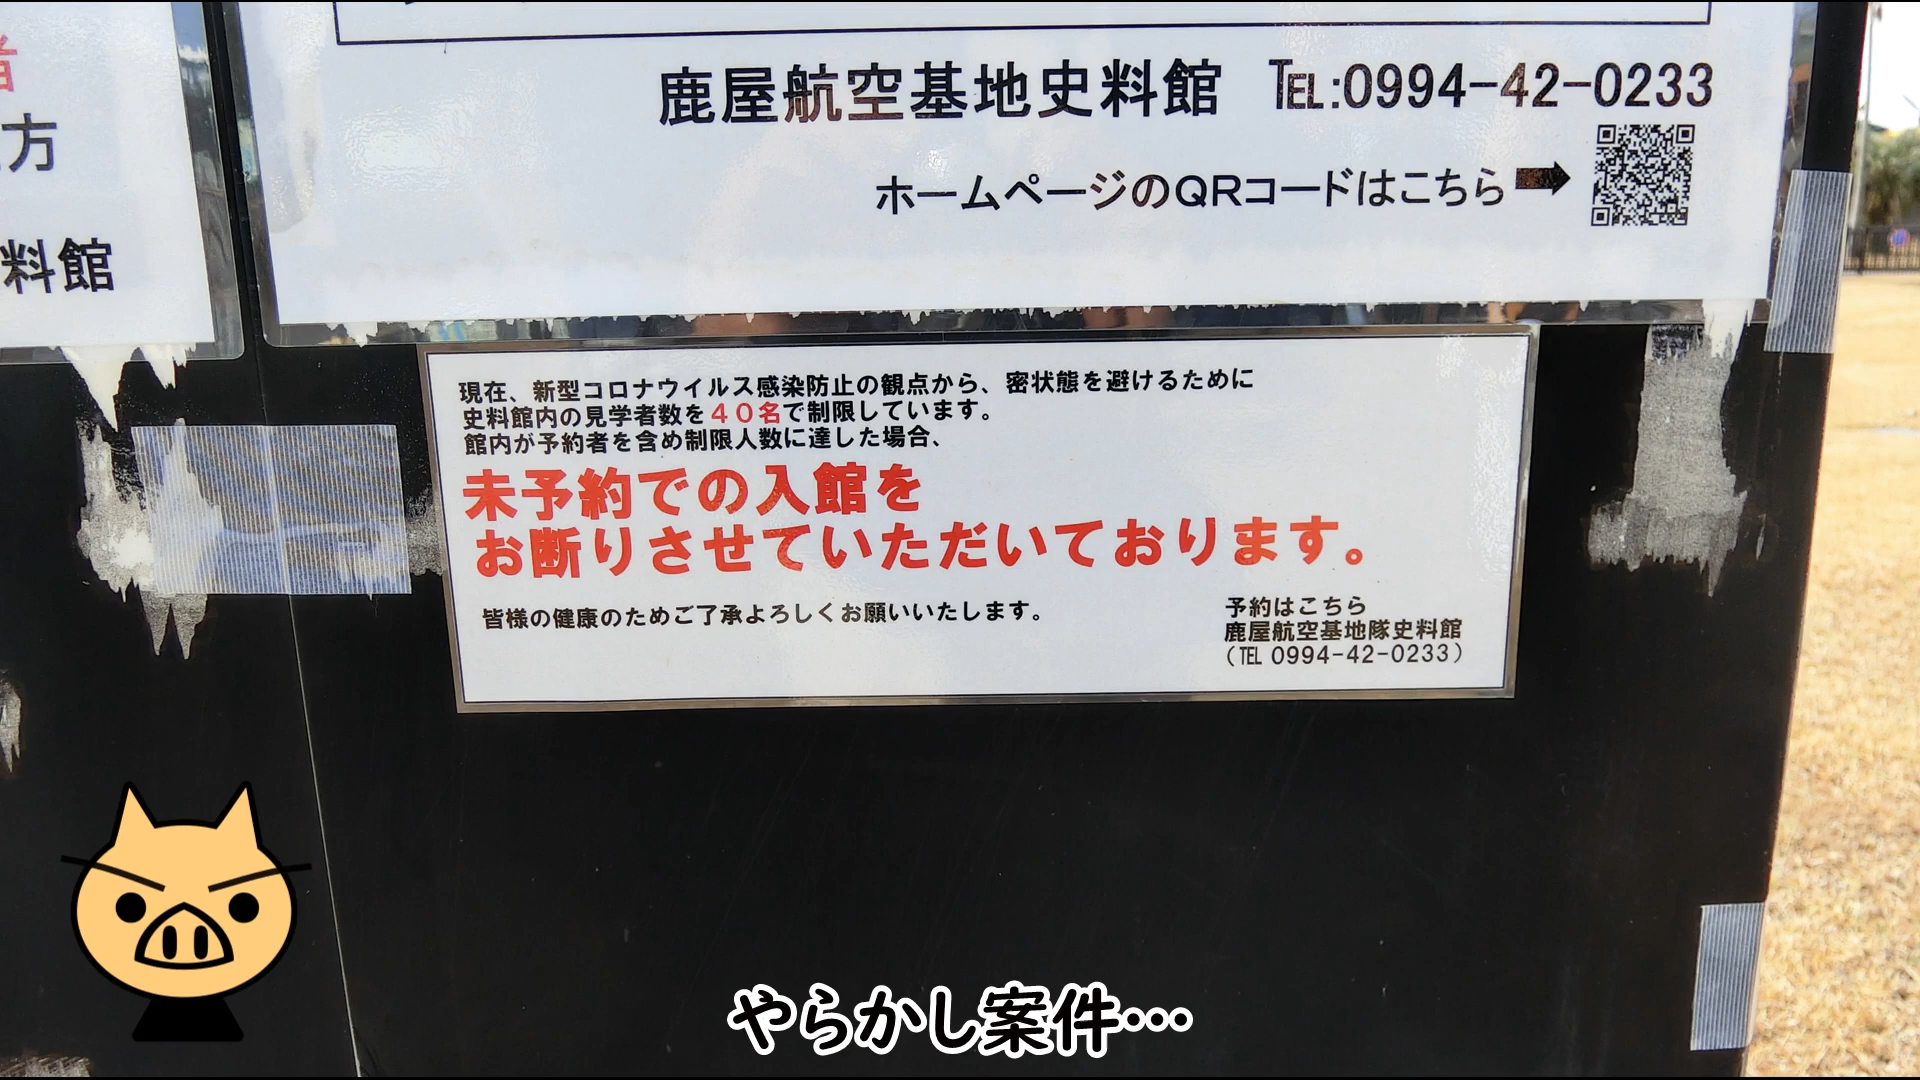 者
方
料館
鹿屋航空基地史料館 TEL:0994-42-0233
ホームページのQRコードはこちら➡
現在、新型コロナウイルス感染防止の観点から、密状態を避けるために
史料館内の見学者数を40名で制限しています。
館内が予約者を含め制限人数に達した場合、
未予約での入館を
お断りさせていただいております。
皆様の健康のためご了承よろしくお願いいたします。
予約はこちら
鹿屋航空基地隊史料館
(TEL 0994-42-0233)
やらかし案件…